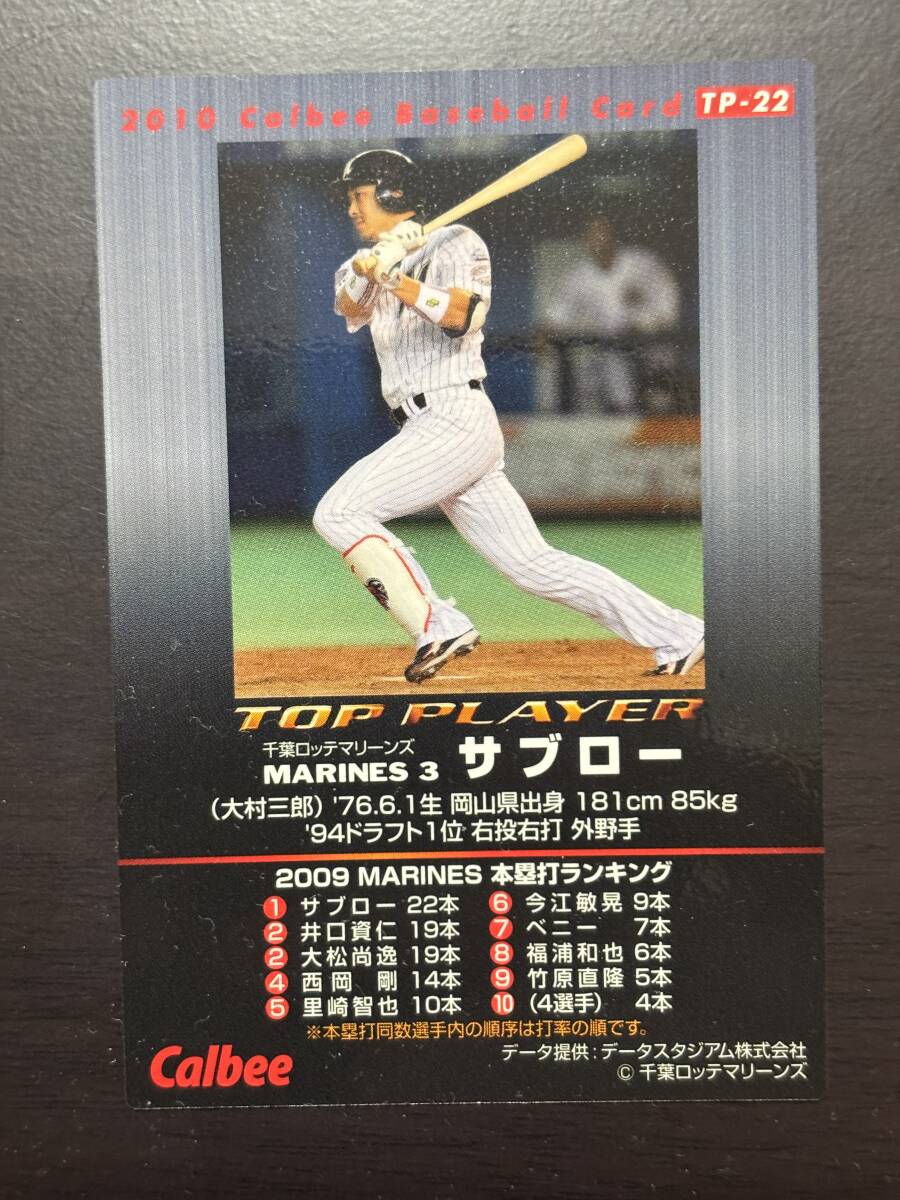 2010 Calbee Baseball Card TP-22
TOP PLAYER
千葉ロッテマリーンズ
MARINES 3 サブロー
(大村三郎) '76.6.1生 岡山県出身 181cm 85kg
'94ドラフト1位 右投右打 外野手
2009 MARINES 本塁打ランキング
1 サブロー 22本
2 井口資仁 19本
2 大松尚逸 19本
4 西岡 剛 14本
5 里崎智也 10本
6 今江敏晃 9本
7 ベニー 7本
8 福浦和也 6本
9 竹原直隆 5本
10 (4選手) 4本
※本塁打同数選手内の順序は打率の順です。
Calbee
データ提供:データスタジアム株式会社
© 千葉ロッテマリーンズ